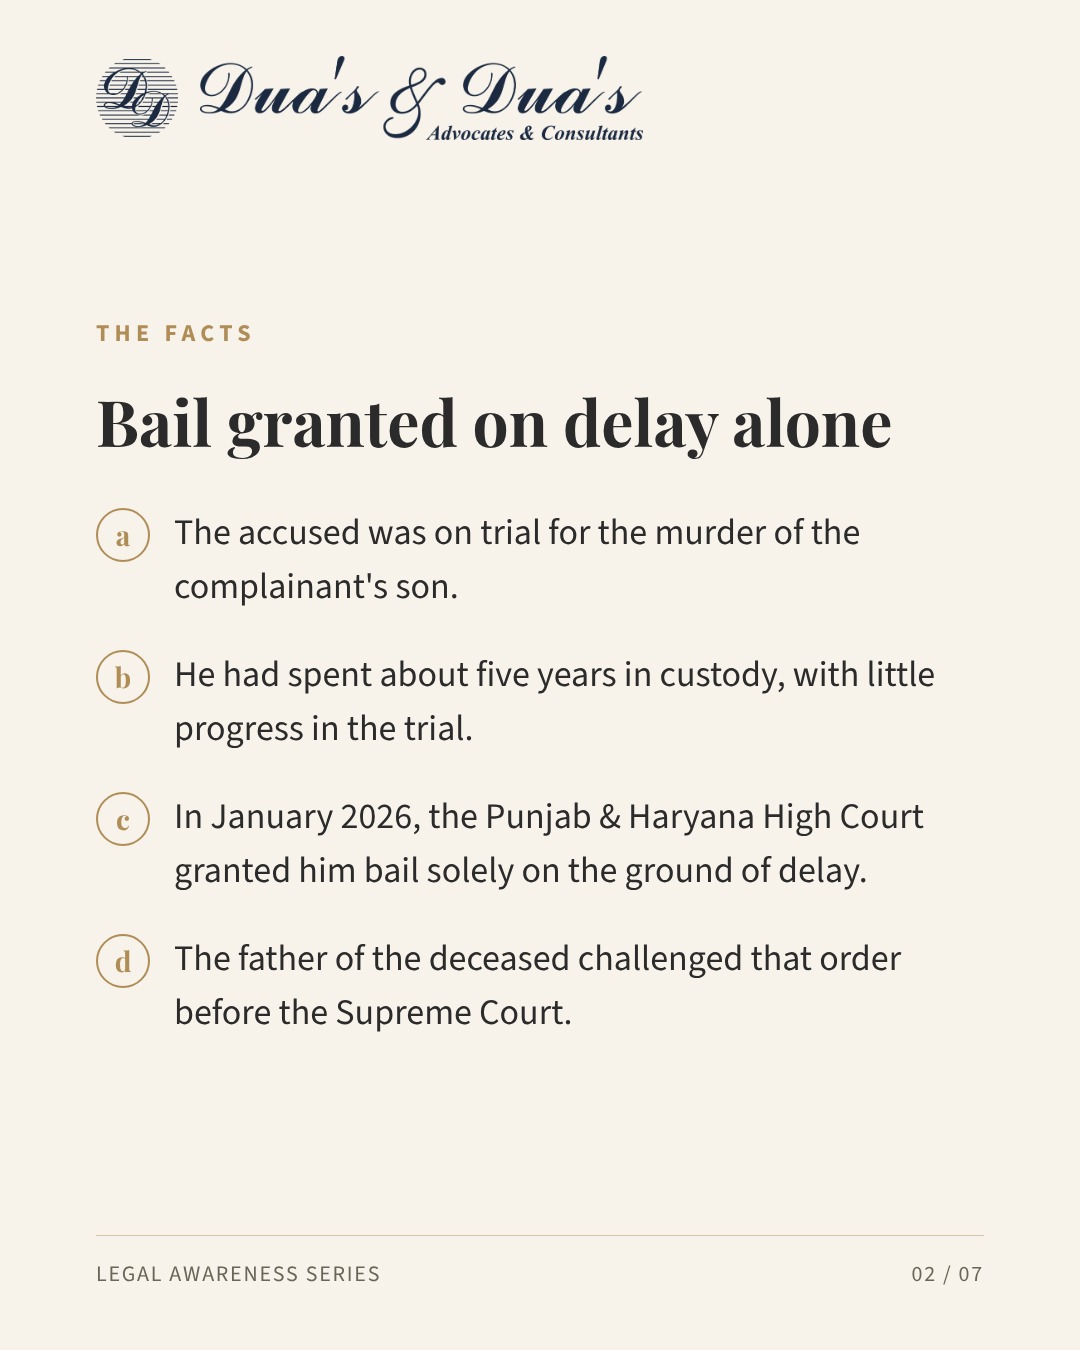 DD
Dua's & Dua's
Advocates & Consultants
THE FACTS
Bail granted on delay alone
a The accused was on trial for the murder of the
complainant's son.
b He had spent about five years in custody, with little
progress in the trial.
c In January 2026, the Punjab & Haryana High Court
granted him bail solely on the ground of delay.
d The father of the deceased challenged that order
before the Supreme Court.
LEGAL AWARENESS SERIES 02 / 07